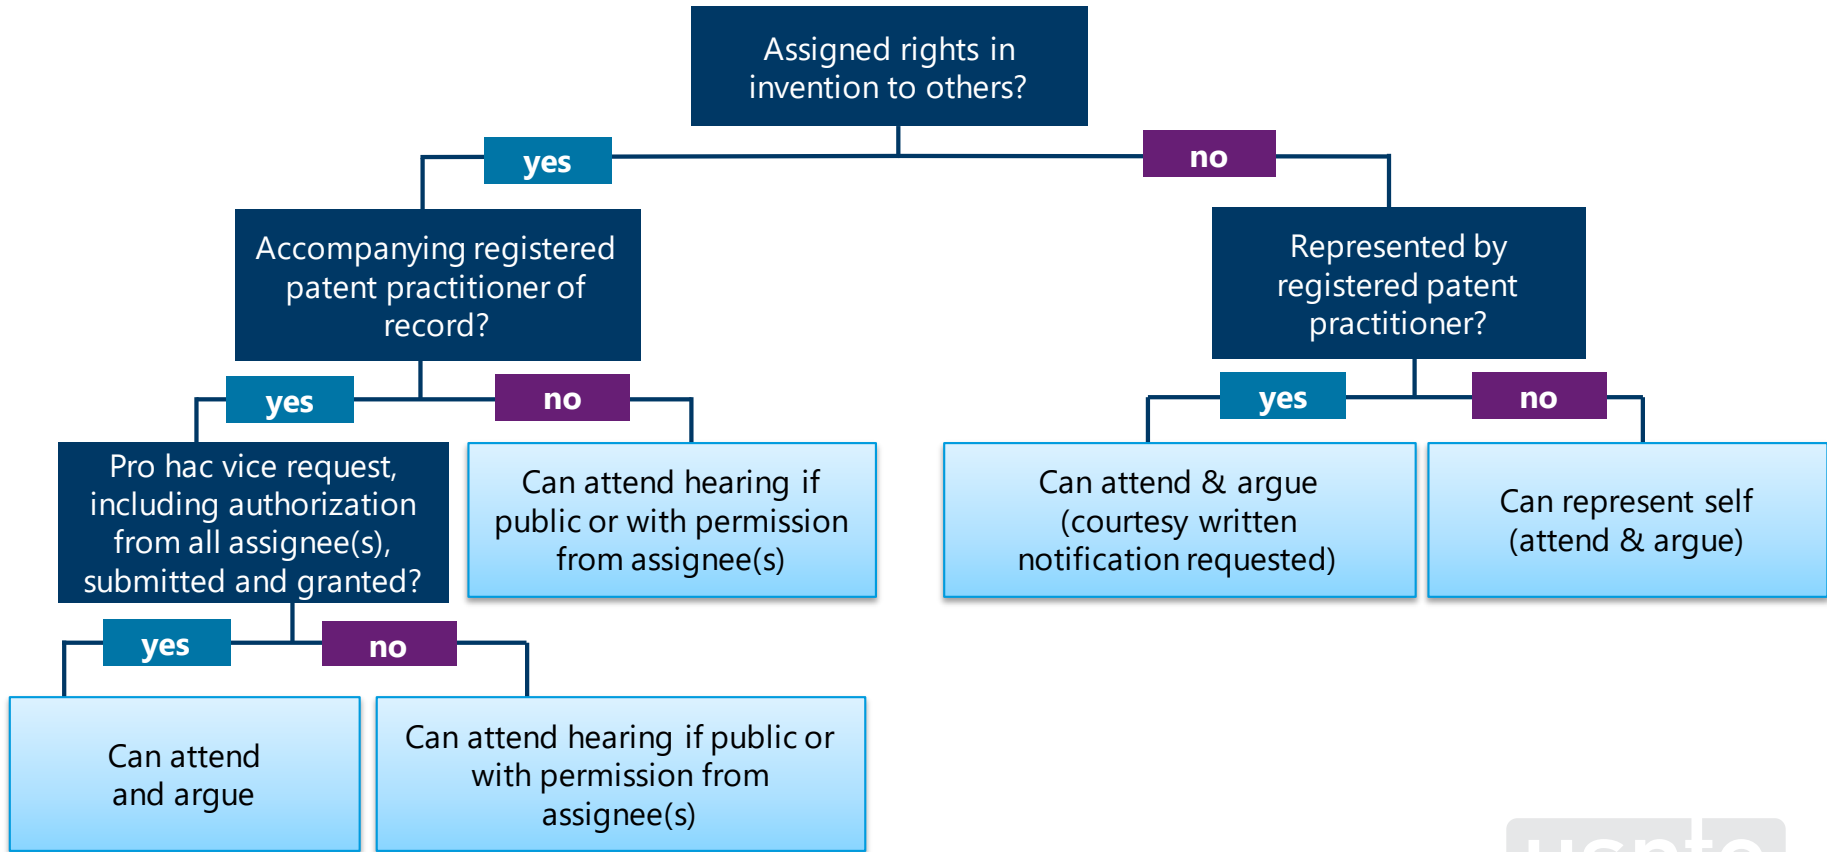 Assigned rights in
invention to others?
yes
no
Accompanying registered
patent practitioner of
record?
Represented by
registered patent
practitioner?
yes
no
yes
no
Pro hac vice request,
including authorization
from all assignee(s),
submitted and granted?
Can attend hearing if
public or with permission
from assignee(s)
Can attend & argue
(courtesy written
notification requested)
Can represent self
(attend & argue)
yes
no
Can attend
and argue
Can attend hearing if public or
with permission from
assignee(s)
uspto